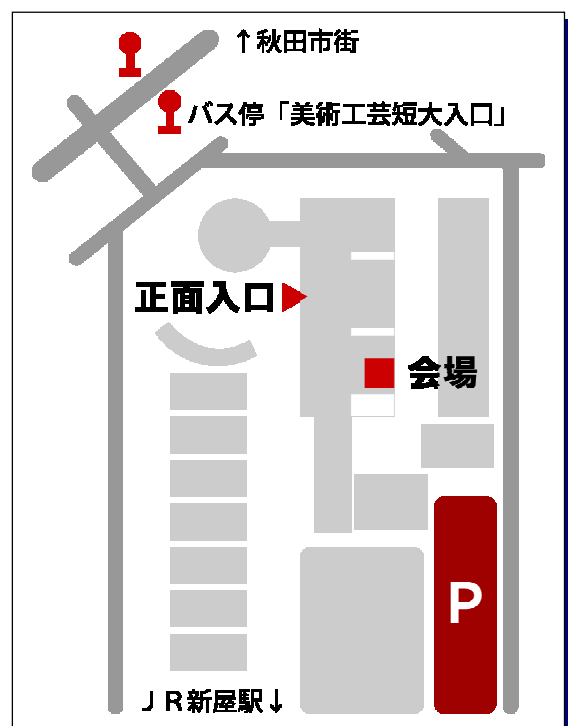 ↑秋田市街
バス停「美術工芸短大入口」
正面入口
会場
P
ＪＲ新屋駅↓